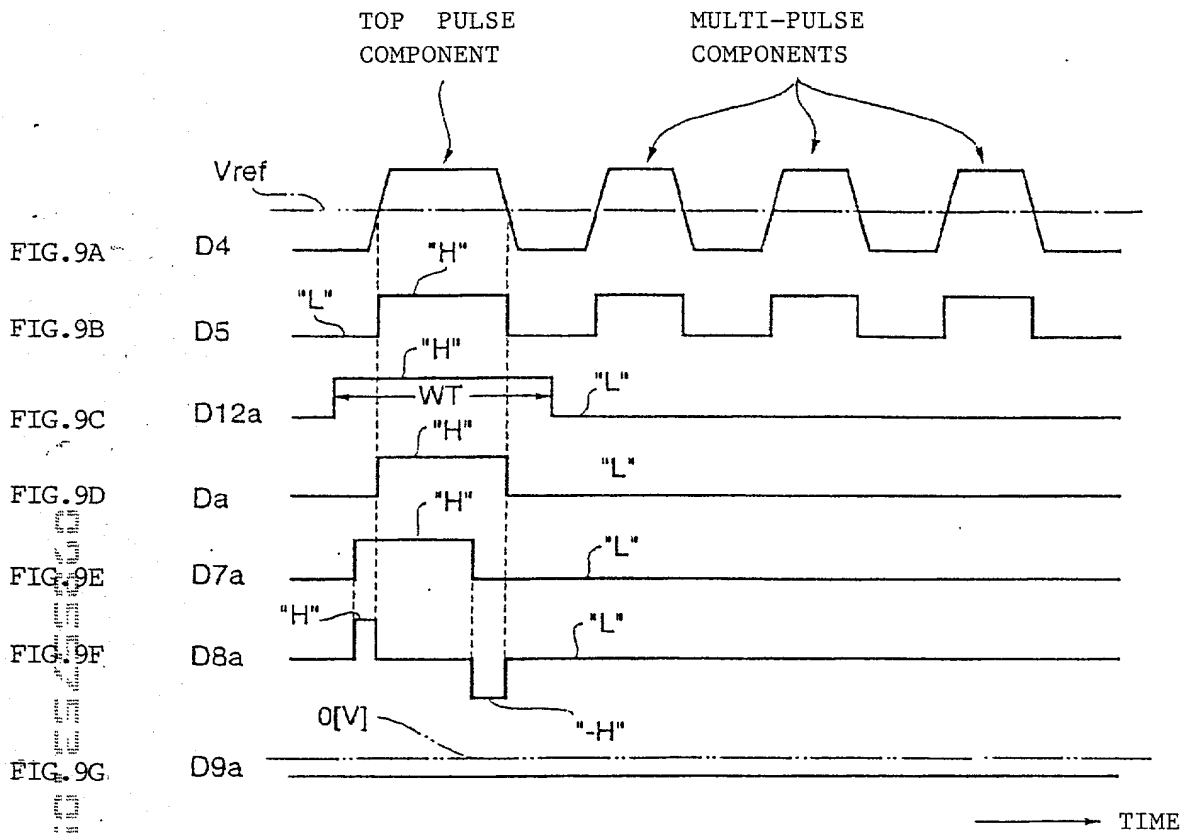 TOP PULSE
COMPONENT
MULTI-PULSE
COMPONENTS
Vref
FIG.9A D4
"H"
"L"
FIG.9B D5
"H"
WT
"L"
FIG.9C D12a
"H"
"L"
FIG.9D Da
"H"
"L"
FIG.9E D7a
"H"
"L"
FIG.9F D8a
"-H"
0[V]
FIG.9G D9a
TIME